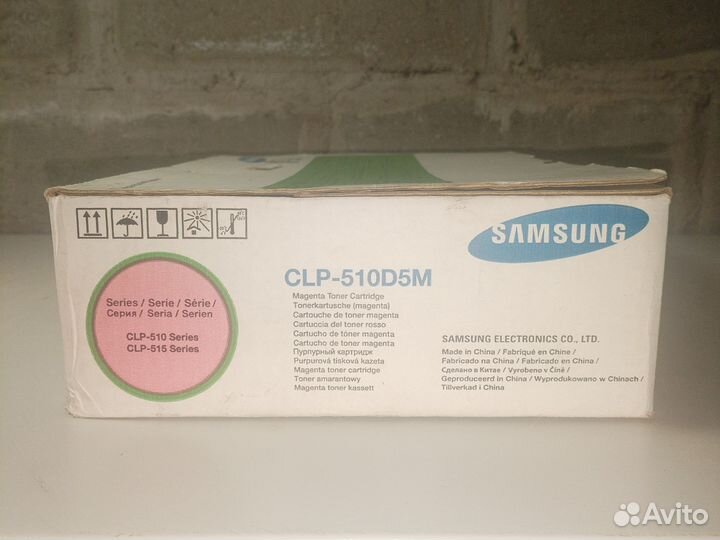 SAMSUNG
CLP-510D5M
Magenta Toner Cartridge
Tonerkartusche (magenta)
Cartouche de toner magenta
Cartuccia del toner rosso
Cartucho de tóner magenta
Cartucho de toner magenta
Пурпурный картридж
Purpurová tisková kazeta
Magenta toner cartridge
Toner amarantowy
Magenta toner kassett
Series / Serie / Série /
Серия / Seria / Serien
CLP-510 Series
CLP-515 Series
SAMSUNG ELECTRONICS CO., LTD.
Made in China / Fabriqué en Chine /
Fabricado na China / Fabricado en China /
Сделано в Китае / Vyrobeno v Číně /
Geproduceerd in China / Wyprodukowano w Chinach /
Tillverkad i China
Avito